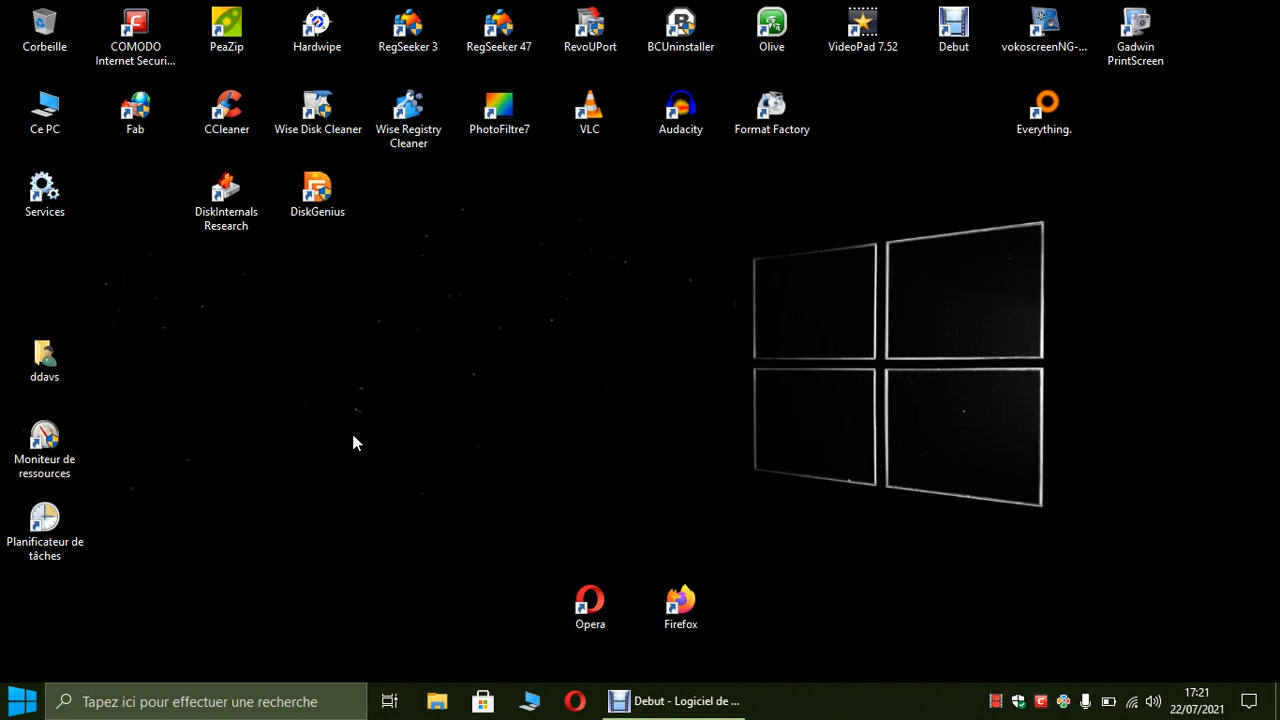 Corbeille
COMODO
Internet Securi...
PeaZip
Hardwipe
RegSeeker 3
RegSeeker 47
RevoUPort
BCUninstaller
Olive
VideoPad 7.52
Debut
vokoscreenNG-...
Gadwin
PrintScreen
Ce PC
Fab
CCleaner
Wise Disk Cleaner
Wise Registry
Cleaner
PhotoFiltre7
VLC
Audacity
Format Factory
Everything.
Services
DiskInternals
Research
DiskGenius
ddavs
Moniteur de
ressources
Planificateur de
tâches
Opera
Firefox
Tapez ici pour effectuer une recherche
Debut - Logiciel de ...
17:21
22/07/2021